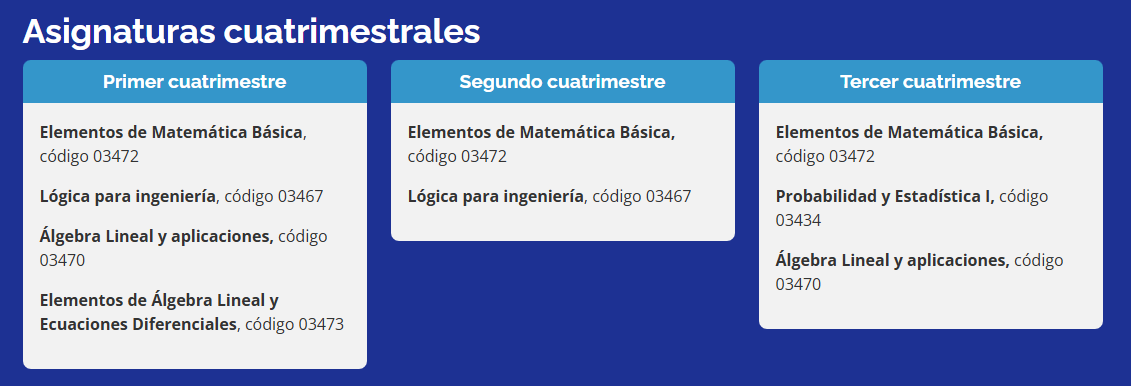 Asignaturas cuatrimestrales
Primer cuatrimestre
Elementos de Matemática Básica,
código 03472
Lógica para ingeniería, código 03467
Álgebra Lineal y aplicaciones, código
03470
Elementos de Álgebra Lineal y
Ecuaciones Diferenciales, código 03473
Segundo cuatrimestre
Elementos de Matemática Básica,
código 03472
Lógica para ingeniería, código 03467
Tercer cuatrimestre
Elementos de Matemática Básica,
código 03472
Probabilidad y Estadística I, código
03434
Álgebra Lineal y aplicaciones, código
03470